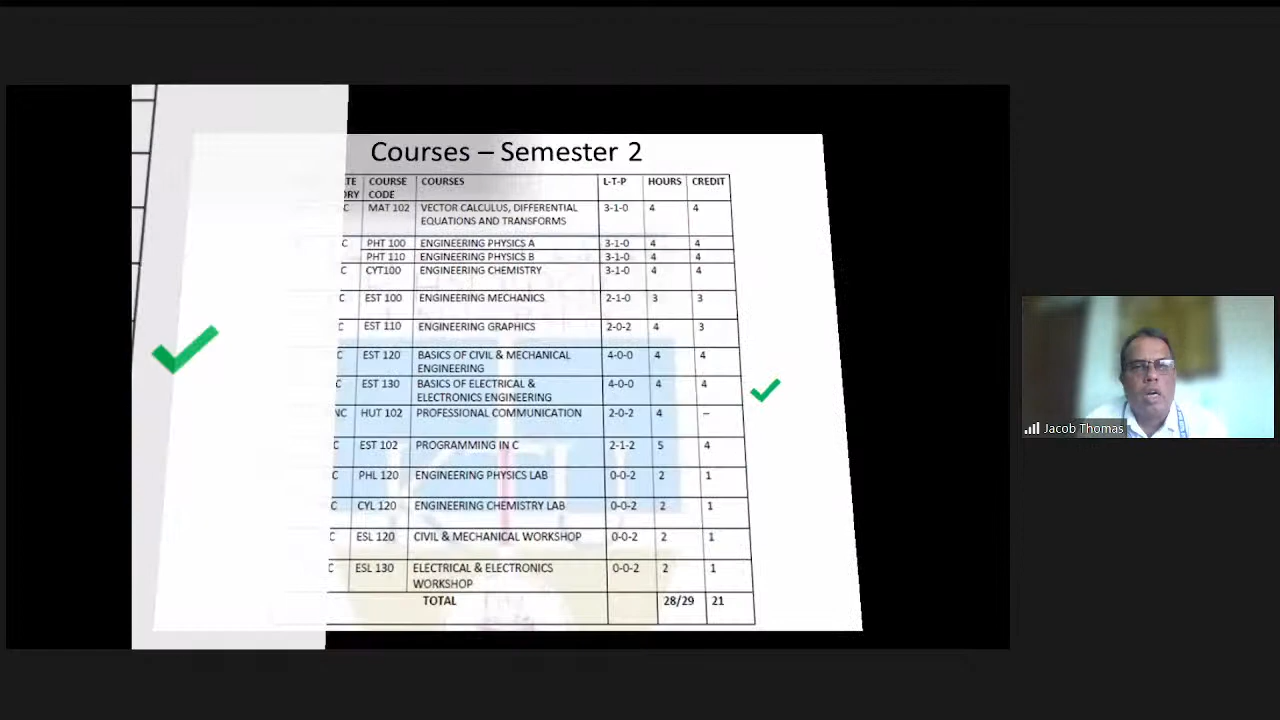 Courses – Semester 2
TE COURSE COURSES L-T-P HOURS CREDIT
RY CODE
C MAT 102 VECTOR CALCULUS, DIFFERENTIAL 3-1-0 4 4
EQUATIONS AND TRANSFORMS
C PHT 100 ENGINEERING PHYSICS A 3-1-0 4 4
PHT 110 ENGINEERING PHYSICS B 3-1-0 4 4
C CYT100 ENGINEERING CHEMISTRY 3-1-0 4 4
C EST 100 ENGINEERING MECHANICS 2-1-0 3 3
C EST 110 ENGINEERING GRAPHICS 2-0-2 4 3
C EST 120 BASICS OF CIVIL & MECHANICAL 4-0-0 4 4
ENGINEERING
C EST 130 BASICS OF ELECTRICAL & 4-0-0 4 4
ELECTRONICS ENGINEERING
NC HUT 102 PROFESSIONAL COMMUNICATION 2-0-2 4 –
C EST 102 PROGRAMMING IN C 2-1-2 5 4
C PHL 120 ENGINEERING PHYSICS LAB 0-0-2 2 1
C CYL 120 ENGINEERING CHEMISTRY LAB 0-0-2 2 1
C ESL 120 CIVIL & MECHANICAL WORKSHOP 0-0-2 2 1
C ESL 130 ELECTRICAL & ELECTRONICS 0-0-2 2 1
WORKSHOP
TOTAL 28/29 21
Jacob Thomas